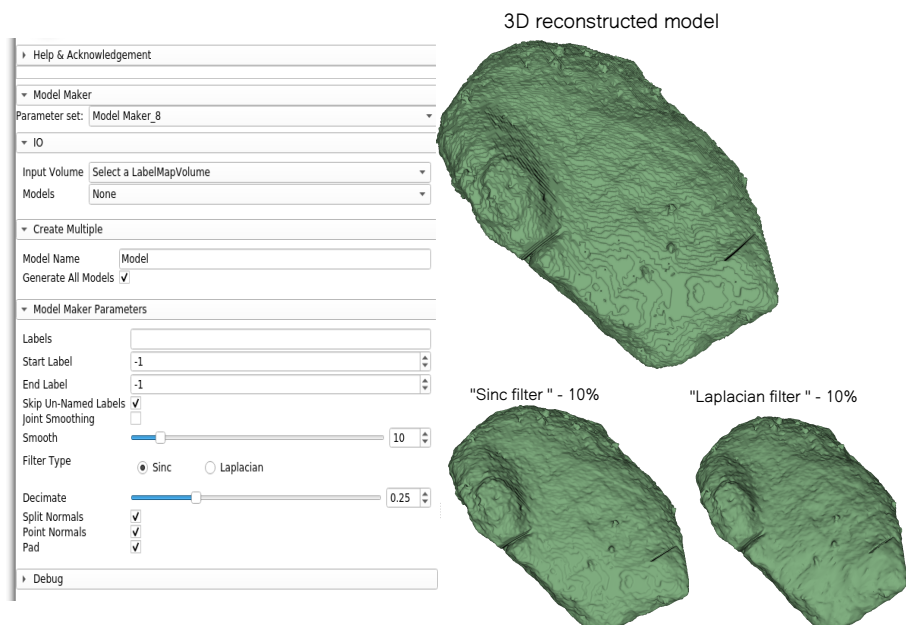 3D reconstructed model
Help & Acknowledgement
Model Maker
Parameter set: Model Maker_8
IO
Input Volume Select a LabelMapVolume
Models None
Create Multiple
Model Name Model
Generate All Models
Model Maker Parameters
Labels
Start Label -1
End Label -1
Skip Un-Named Labels
Joint Smoothing
Smooth 10
Filter Type Sinc Laplacian
Decimate 0.25
Split Normals
Point Normals
Pad
Debug
"Sinc filter " - 10%
"Laplacian filter " - 10%